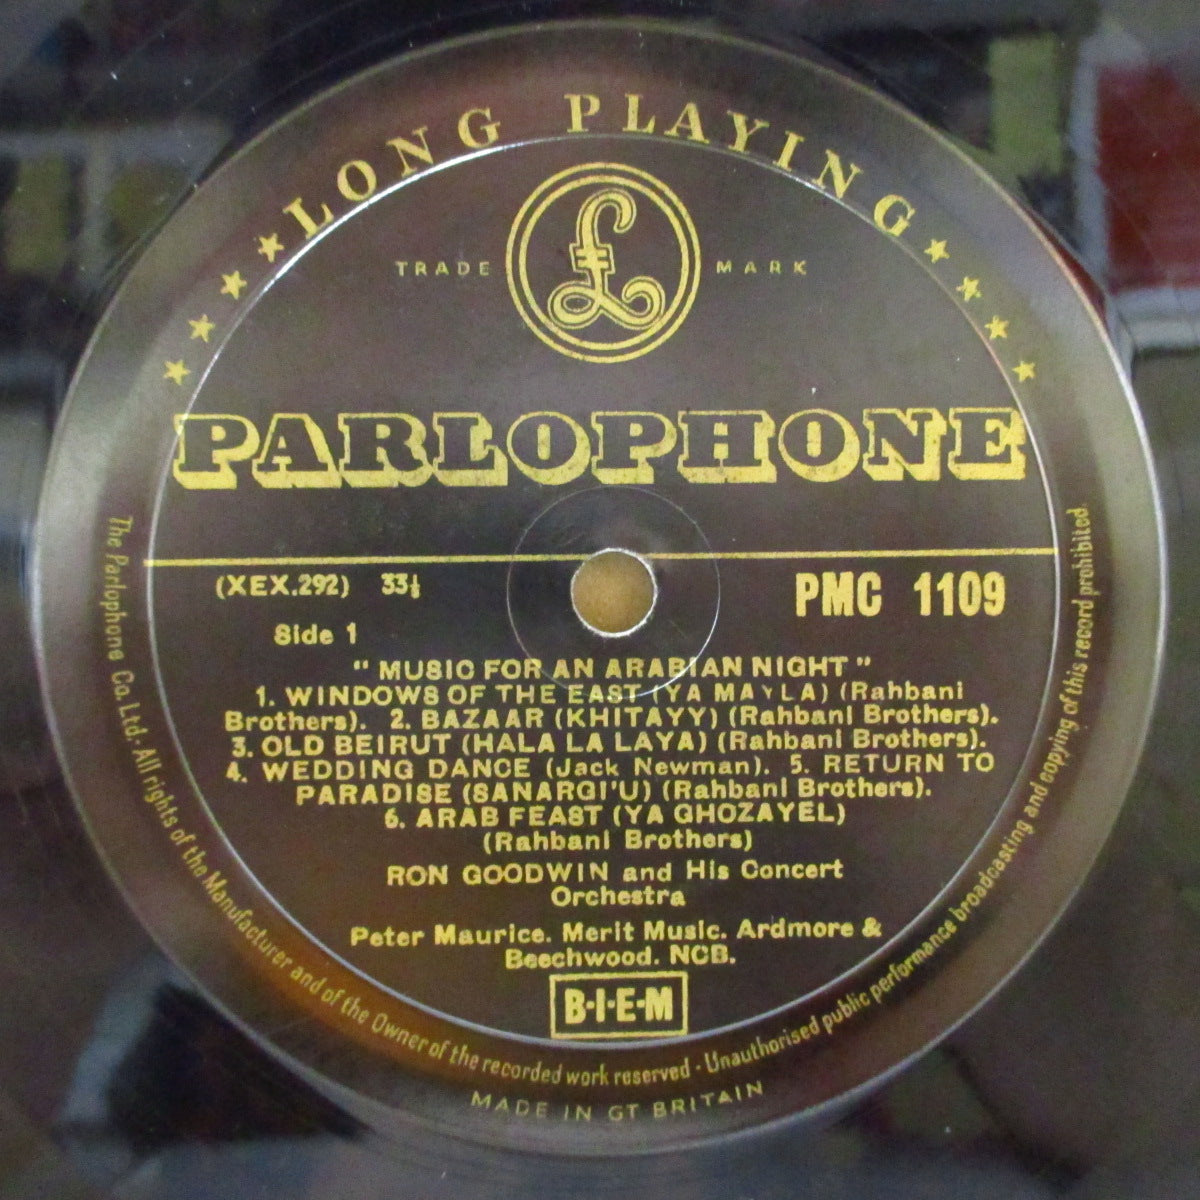 ★★★★ LONG PLAYING ★★★★
TRADE £ MARK
PARLOPHONE
(XEX.292) 33⅓ PMC 1109
Side 1
" MUSIC FOR AN ARABIAN NIGHT "
1. WINDOWS OF THE EAST (YA MAYLA) (Rahbani
Brothers). 2. BAZAAR (KHITAYY) (Rahbani Brothers).
3. OLD BEIRUT (HALA LA LAYA) (Rahbani Brothers).
4. WEDDING DANCE (Jack Newman). 5. RETURN TO
PARADISE (SANARGI'U) (Rahbani Brothers).
6. ARAB FEAST (YA GHOZAYEL)
(Rahbani Brothers)
RON GOODWIN and His Concert
Orchestra
Peter Maurice. Merit Music. Ardmore &
Beechwood. NCB.
B·I·E·M
The Parlophone Co. Ltd · All rights of the Manufacturer and of the Owner of the recorded work reserved · Unauthorised public performance broadcasting and copying of this record prohibited.
MADE IN GT BRITAIN